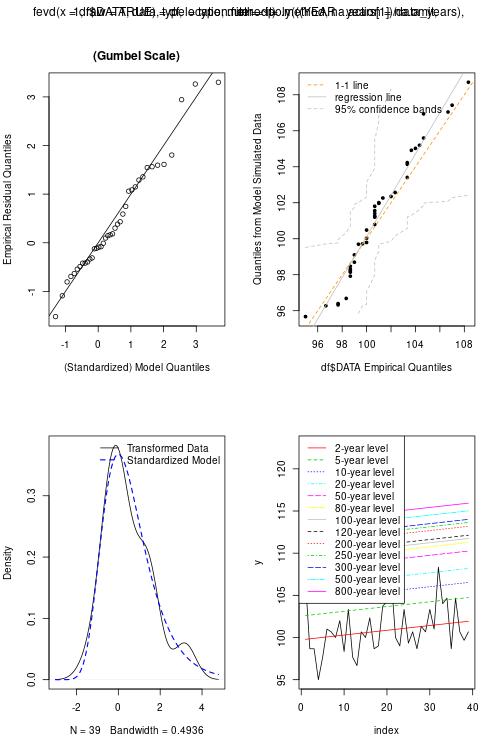 (Gumbel Scale)
Empirical Residual Quantiles
3
2
1
0
-1
-1 0 1 2 3
(Standardized) Model Quantiles
1-1 line
regression line
95% confidence bands
Quantiles from Model Simulated Data
108
106
104
102
100
98
96
96 98 100 104 108
df$DATA Empirical Quantiles
Transformed Data
Standardized Model
Density
0.3
0.2
0.1
0.0
-2 0 2 4
N = 39 Bandwidth = 0.4936
2-year level
5-year level
10-year level
20-year level
50-year level
80-year level
100-year level
120-year level
200-year level
250-year level
300-year level
500-year level
800-year level
y
120
115
110
105
100
95
0 10 20 30 40
index